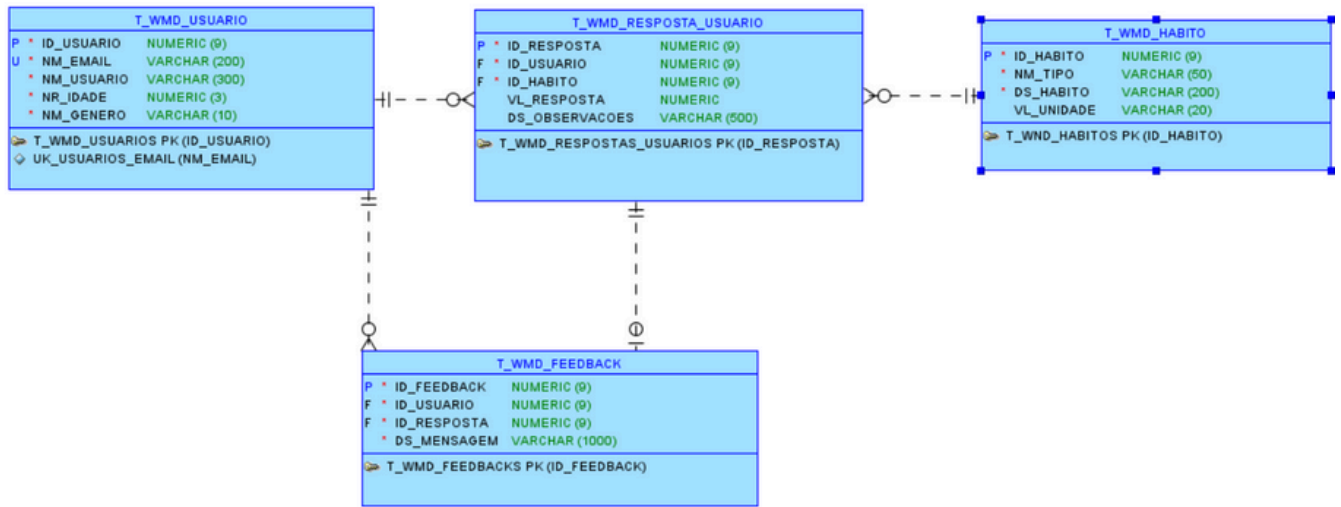 T_WMD_USUARIO
P * ID_USUARIO NUMERIC (9)
U * NM_EMAIL VARCHAR (200)
* NM_USUARIO VARCHAR (300)
* NR_IDADE NUMERIC (3)
* NM_GENERO VARCHAR (10)
T_WMD_USUARIOS PK (ID_USUARIO)
UK_USUARIOS_EMAIL (NM_EMAIL)
T_WMD_RESPOSTA_USUARIO
P * ID_RESPOSTA NUMERIC (9)
F * ID_USUARIO NUMERIC (9)
F * ID_HABITO NUMERIC (9)
VL_RESPOSTA NUMERIC
DS_OBSERVACOES VARCHAR (500)
T_WMD_RESPOSTAS_USUARIOS PK (ID_RESPOSTA)
T_WMD_HABITO
P * ID_HABITO NUMERIC (9)
* NM_TIPO VARCHAR (50)
* DS_HABITO VARCHAR (200)
VL_UNIDADE VARCHAR (20)
T_WND_HABITOS PK (ID_HABITO)
T_WMD_FEEDBACK
P * ID_FEEDBACK NUMERIC (9)
F * ID_USUARIO NUMERIC (9)
F * ID_RESPOSTA NUMERIC (9)
* DS_MENSAGEM VARCHAR (1000)
T_WMD_FEEDBACKS PK (ID_FEEDBACK)